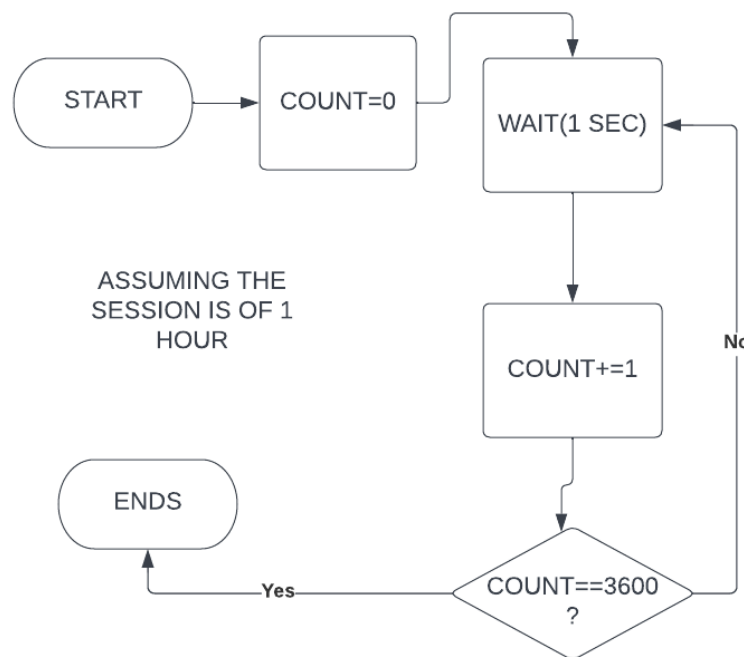 START
COUNT=0
WAIT(1 SEC)
ASSUMING THE
SESSION IS OF 1
HOUR
COUNT+=1
No
ENDS
Yes
COUNT==3600
?